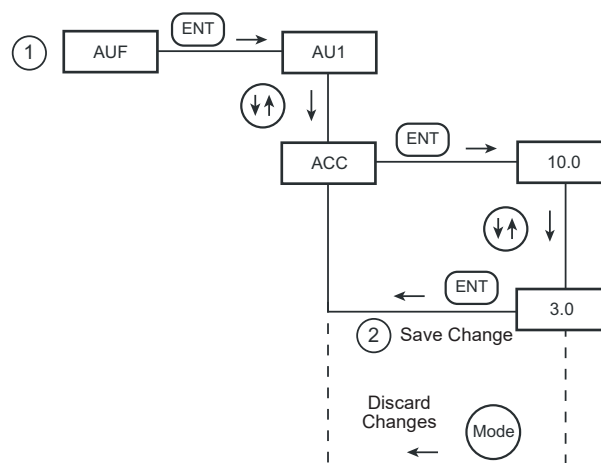 1
AUF
ENT
AU1
ACC
ENT
10.0
ENT
3.0
2
Save Change
Discard
Changes
Mode